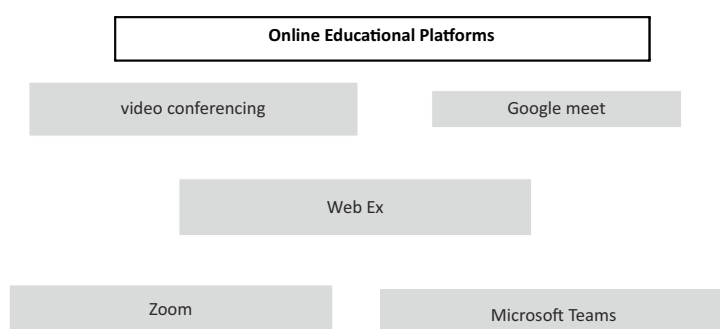 Online Educational Platforms
video conferencing
Google meet
Web Ex
Zoom
Microsoft Teams